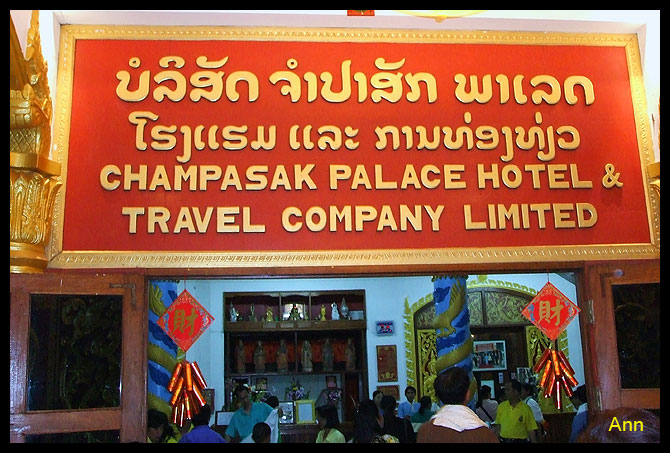 ບໍລິສັດ ຈຳປາສັກ ພາເລດ
ໂຮງແຮມ ແລະ ການທ່ອງທ່ຽວ
CHAMPASAK PALACE HOTEL &
TRAVEL COMPANY LIMITED
財
財
Ann